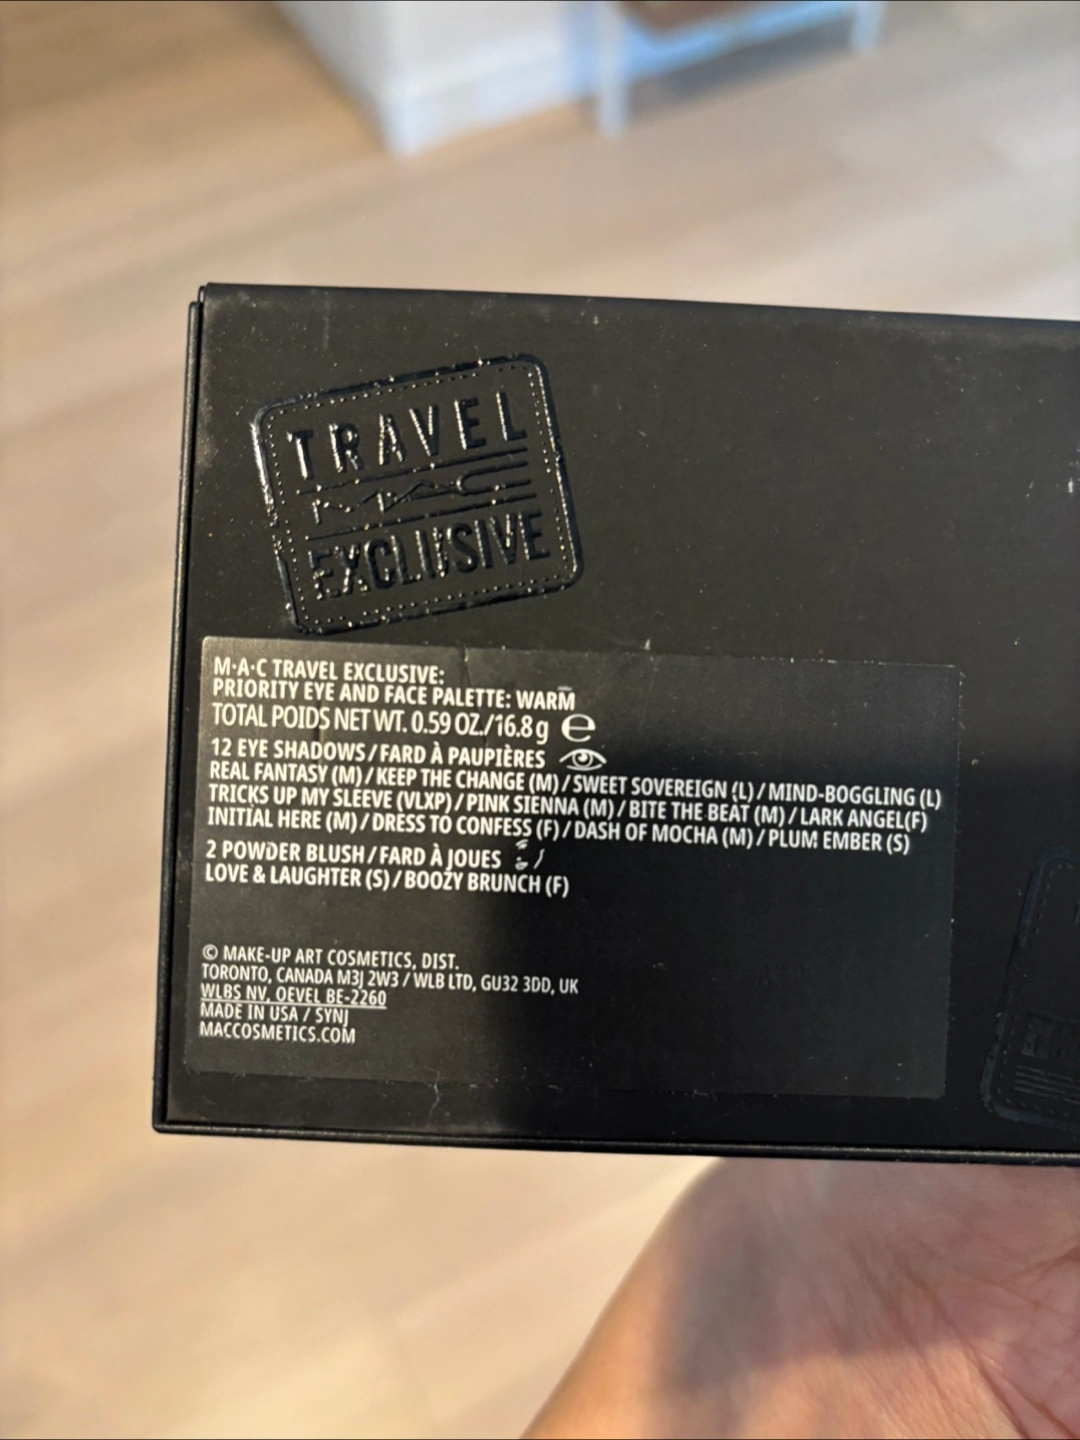 TRAVEL
MAC
EXCLUSIVE
M·A·C TRAVEL EXCLUSIVE:
PRIORITY EYE AND FACE PALETTE: WARM
TOTAL POIDS NET WT. 0.59 OZ./16.8 g ℮
12 EYE SHADOWS / FARD À PAUPIÈRES
REAL FANTASY (M) / KEEP THE CHANGE (M) / SWEET SOVEREIGN (L) / MIND-BOGGLING (L)
TRICKS UP MY SLEEVE (VLXP) / PINK SIENNA (M) / BITE THE BEAT (M) / LARK ANGEL(F)
INITIAL HERE (M) / DRESS TO CONFESS (F) / DASH OF MOCHA (M) / PLUM EMBER (S)
2 POWDER BLUSH / FARD À JOUES
LOVE & LAUGHTER (S) / BOOZY BRUNCH (F)
© MAKE-UP ART COSMETICS, DIST.
TORONTO, CANADA M3J 2W3 / WLB LTD, GU32 3DD, UK
WLBS NV, OEVEL BE-2260
MADE IN USA / SYNJ
MACCOSMETICS.COM